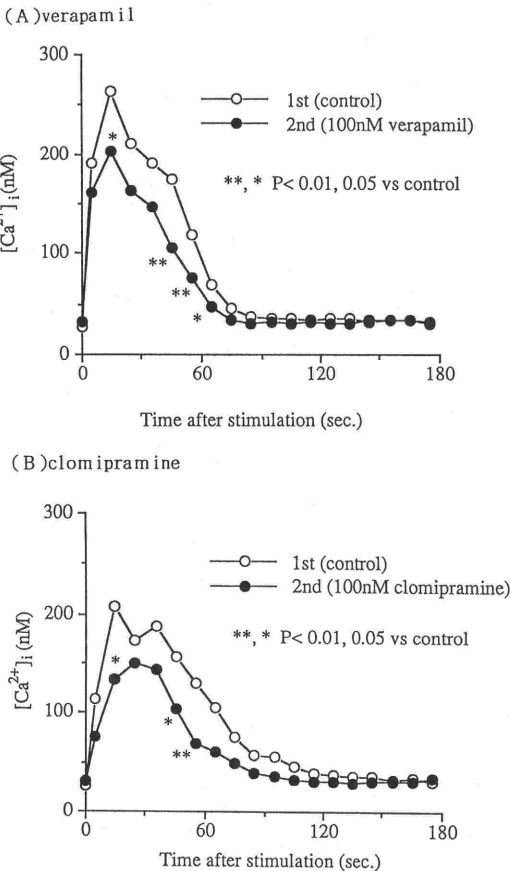 (A)verapamil
300
200
100
0
[Ca²⁺]i(nM)
1st (control)
2nd (100nM verapamil)
**, * P< 0.01, 0.05 vs control
*
**
**
*
0 60 120 180
Time after stimulation (sec.)
(B)clomipramine
300
200
100
0
[Ca²⁺]i(nM)
1st (control)
2nd (100nM clomipramine)
**, * P< 0.01, 0.05 vs control
*
*
**
0 60 120 180
Time after stimulation (sec.)